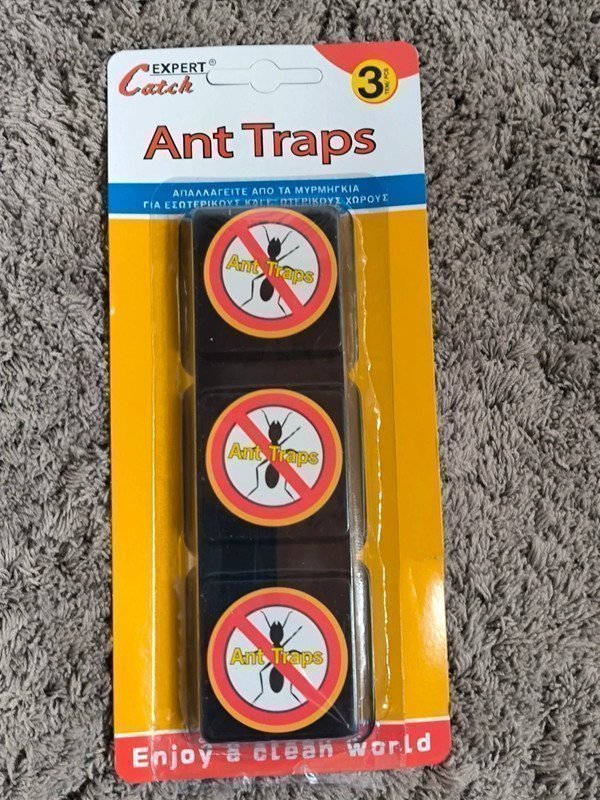 EXPERT®
Catch
3
Ant Traps
ΑΠΑΛΛΑΓΕΙΤΕ ΑΠΟ ΤΑ ΜΥΡΜΗΓΚΙΑ
ΓΙΑ ΕΣΩΤΕΡΙΚΟΥΣ ΩΤΕΡΙΚΟΥΣ ΧΩΡΟΥΣ
Ant Traps
Ant Traps
Ant Traps
Enjoy a clean world